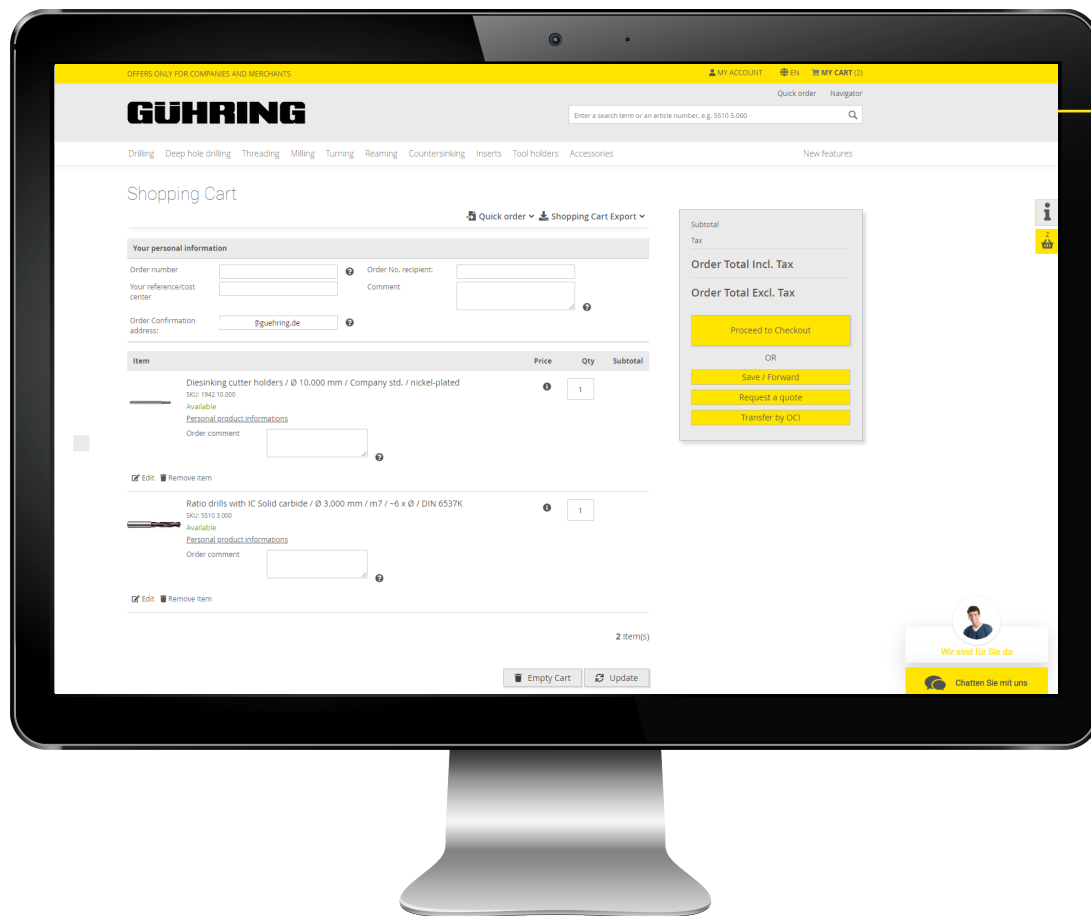 OFFERS ONLY FOR COMPANIES AND MERCHANTS
MY ACCOUNT EN MY CART (2)
Quick order Navigator
GÜHRING
Enter a search term or an article number, e.g. 5510 5.000
Drilling Deep hole drilling Threading Milling Turning Reaming Countersinking Inserts Tool holders Accessories New features
Shopping Cart
Quick order Shopping Cart Export
Your personal information
Order number
Order No. recipient:
Your reference/cost
center
Comment
Order Confirmation
address:
@guehring.de
Item Price Qty Subtotal
Diesinking cutter holders / Ø 10.000 mm / Company std. / nickel-plated
1
SKU: 1942 10.000
Available
Personal product informations
Order comment
Edit Remove item
Ratio drills with IC Solid carbide / Ø 3.000 mm / m7 / ~6 x Ø / DIN 6537K
1
SKU: 5510 3.000
Available
Personal product informations
Order comment
Edit Remove item
2 Item(s)
Empty Cart Update
Subtotal
Tax
Order Total Incl. Tax
Order Total Excl. Tax
Proceed to Checkout
OR
Save / Forward
Request a quote
Transfer by OCI
2
Wir sind für Sie da
Chatten Sie mit uns